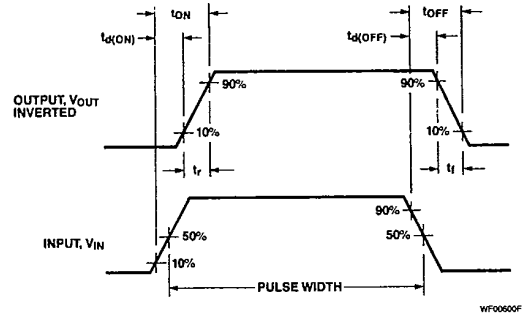 tON
tOFF
td(ON)
td(OFF)
OUTPUT, VOUT
INVERTED
90%
90%
10%
10%
tr
tf
INPUT, VIN
90%
50%
50%
10%
PULSE WIDTH
WF00600F